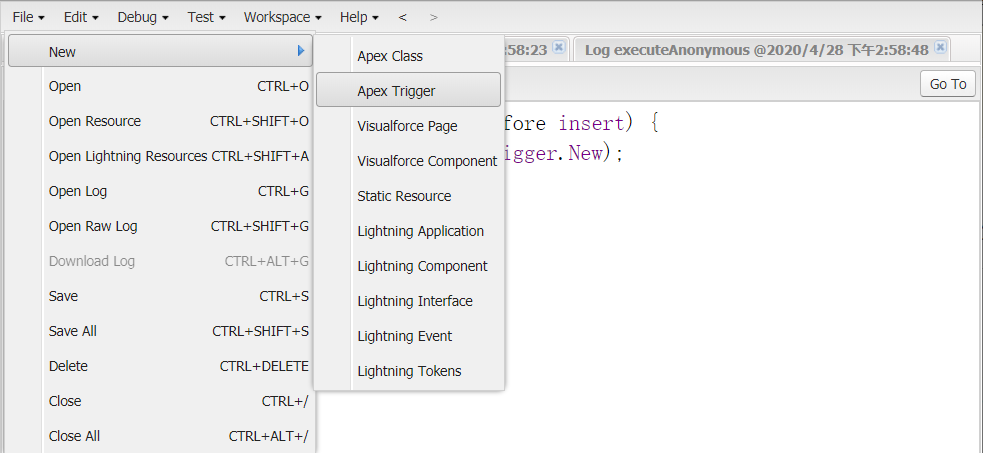 File Edit Debug Test Workspace Help < >
:58:23 Log executeAnonymous @2020/4/28 下午2:58:48
Go To
New
Open CTRL+O
Open Resource CTRL+SHIFT+O
Open Lightning Resources CTRL+SHIFT+A
Open Log CTRL+G
Open Raw Log CTRL+SHIFT+G
Download Log CTRL+ALT+G
Save CTRL+S
Save All CTRL+SHIFT+S
Delete CTRL+DELETE
Close CTRL+/
Close All CTRL+ALT+/
Apex Class
Apex Trigger
Visualforce Page
Visualforce Component
Static Resource
Lightning Application
Lightning Component
Lightning Interface
Lightning Event
Lightning Tokens
fore insert) {
igger.New);